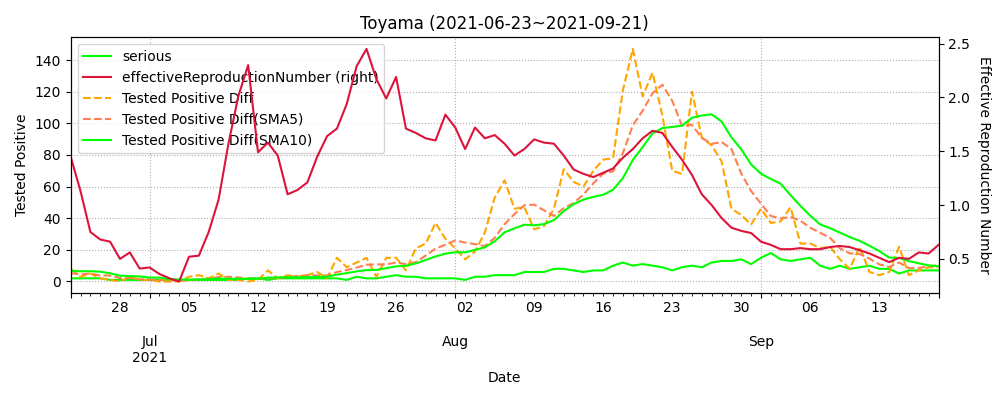 Toyama (2021-06-23~2021-09-21)
serious
effectiveReproductionNumber (right)
Tested Positive Diff
Tested Positive Diff(SMA5)
Tested Positive Diff(SMA10)
Tested Positive
140
120
100
80
60
40
20
0
2.5
2.0
1.5
1.0
0.5
Effective Reproduction Number
28 05 12 19 26 02 09 16 23 30 06 13
Jul Aug Sep
2021
Date